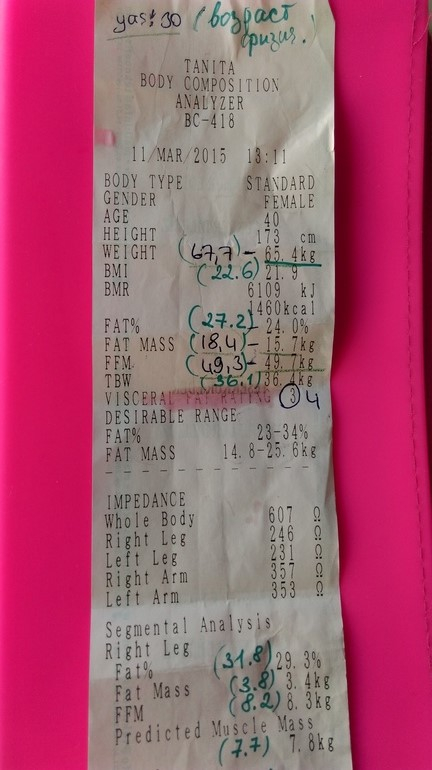 yas: 30 (возраст
физич.)
TANITA
BODY COMPOSITION
ANALYZER
BC-418
11/MAR/2015 13:11
BODY TYPE STANDARD
GENDER FEMALE
AGE 40
HEIGHT 173 cm
WEIGHT (67,7)- 65.4kg
BMI (22.6) 21.9
BMR 6109 kJ
1460kcal
FAT% (27.2)- 24.0%
FAT MASS (18,4)- 15.7kg
FFM (49,3)- 49.7kg
TBW (36.1) 36.4kg
VISCERAL FAT RATING 3 4
DESIRABLE RANGE
FAT% 23-34%
FAT MASS 14.8-25.6kg
- - - - - - - - - - - - - -
IMPEDANCE
Whole Body 607 Ω
Right Leg 246 Ω
Left Leg 231 Ω
Right Arm 357 Ω
Left Arm 353 Ω
Segmental Analysis
Right Leg
Fat% (31.8) 29.3%
Fat Mass (3.8) 3.4kg
FFM (8.2) 8.3kg
Predicted Muscle Mass
(7.7) 7.8kg